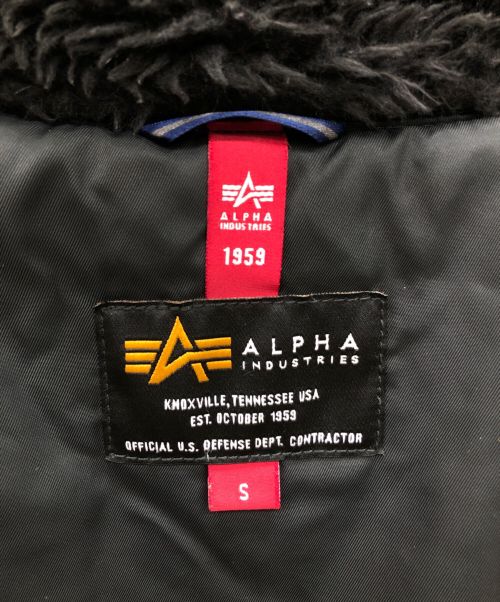 ALPHA
INDUSTRIES
1959
ALPHA
INDUSTRIES
KNOXVILLE, TENNESSEE USA
EST. OCTOBER 1959
OFFICIAL U.S. DEFENSE DEPT. CONTRACTOR
S